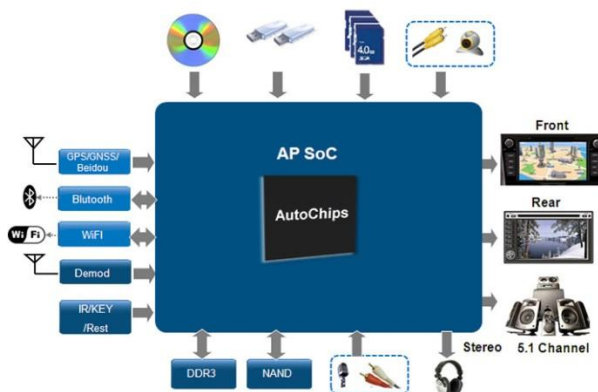 4.0GB
AP SoC
AutoChips
GPS/GNSS/
Beidou
Blutooth
WiFI
Wi Fi
Demod
IR/KEY
/Rest
Front
Rear
5.1 Channel
Stereo
DDR3
NAND